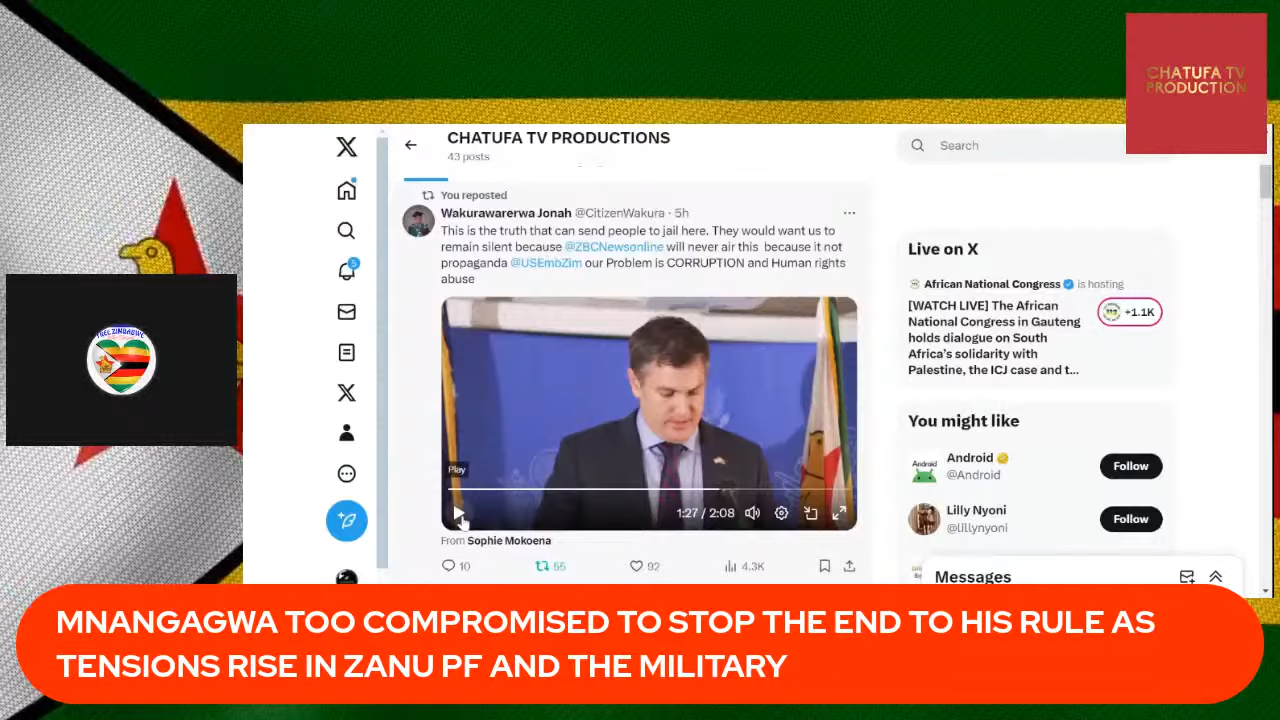 CHATUFA TV
PRODUCTION
CHATUFA TV PRODUCTIONS
43 posts
Search
You reposted
Wakurawarerwa Jonah @CitizenWakura · 5h
This is the truth that can send people to jail here. They would want us to
remain silent because @ZBCNewsonline will never air this because it not
propaganda @USEmbZim our Problem is CORRUPTION and Human rights
abuse
Play
1:27 / 2:08
From Sophie Mokoena
10
55
92
4.3K
5
Live on X
African National Congress is hosting
[WATCH LIVE] The African
National Congress in Gauteng
holds dialogue on South
Africa's solidarity with
Palestine, the ICJ case and t...
+1.1K
You might like
Android
@Android
Follow
Lilly Nyoni
@lillynyoni
Follow
Messages
FREE ZIMBABWE
MNANGAGWA TOO COMPROMISED TO STOP THE END TO HIS RULE AS
TENSIONS RISE IN ZANU PF AND THE MILITARY